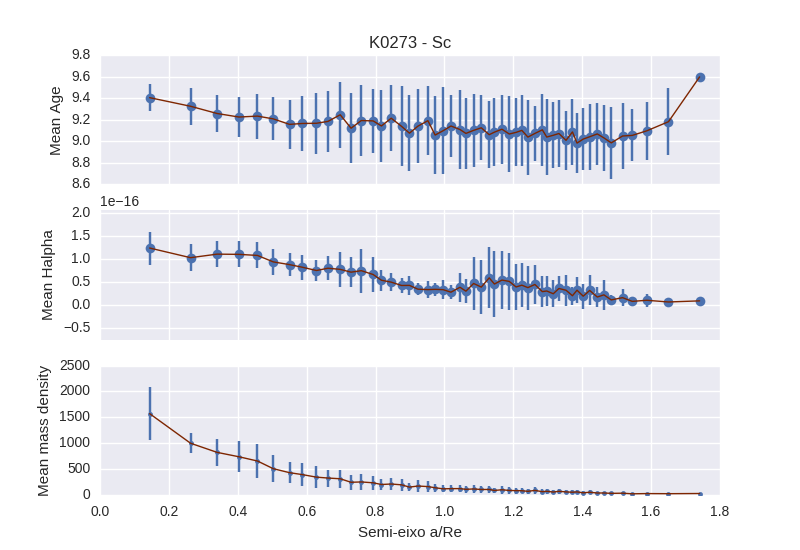 K0273 - Sc
9.8
9.6
9.4
9.2
9.0
8.8
8.6
Mean Age
1e−16
2.0
1.5
1.0
0.5
0.0
−0.5
Mean Halpha
2500
2000
1500
1000
500
0
Mean mass density
0.0 0.2 0.4 0.6 0.8 1.0 1.2 1.4 1.6 1.8
Semi-eixo a/Re